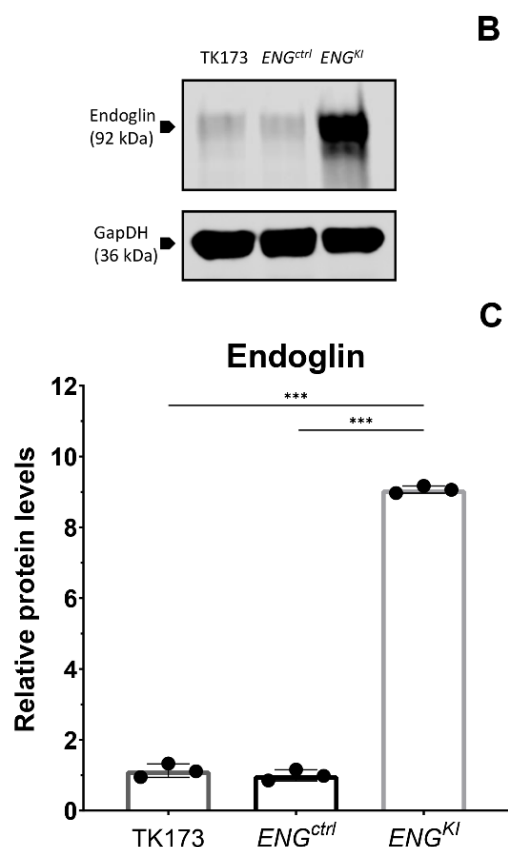 B
TK173 ENGctrl ENGKI
Endoglin
(92 kDa)
GapDH
(36 kDa)
C
Endoglin
***
***
Relative protein levels
12
10
8
6
4
2
0
TK173 ENGctrl ENGKI